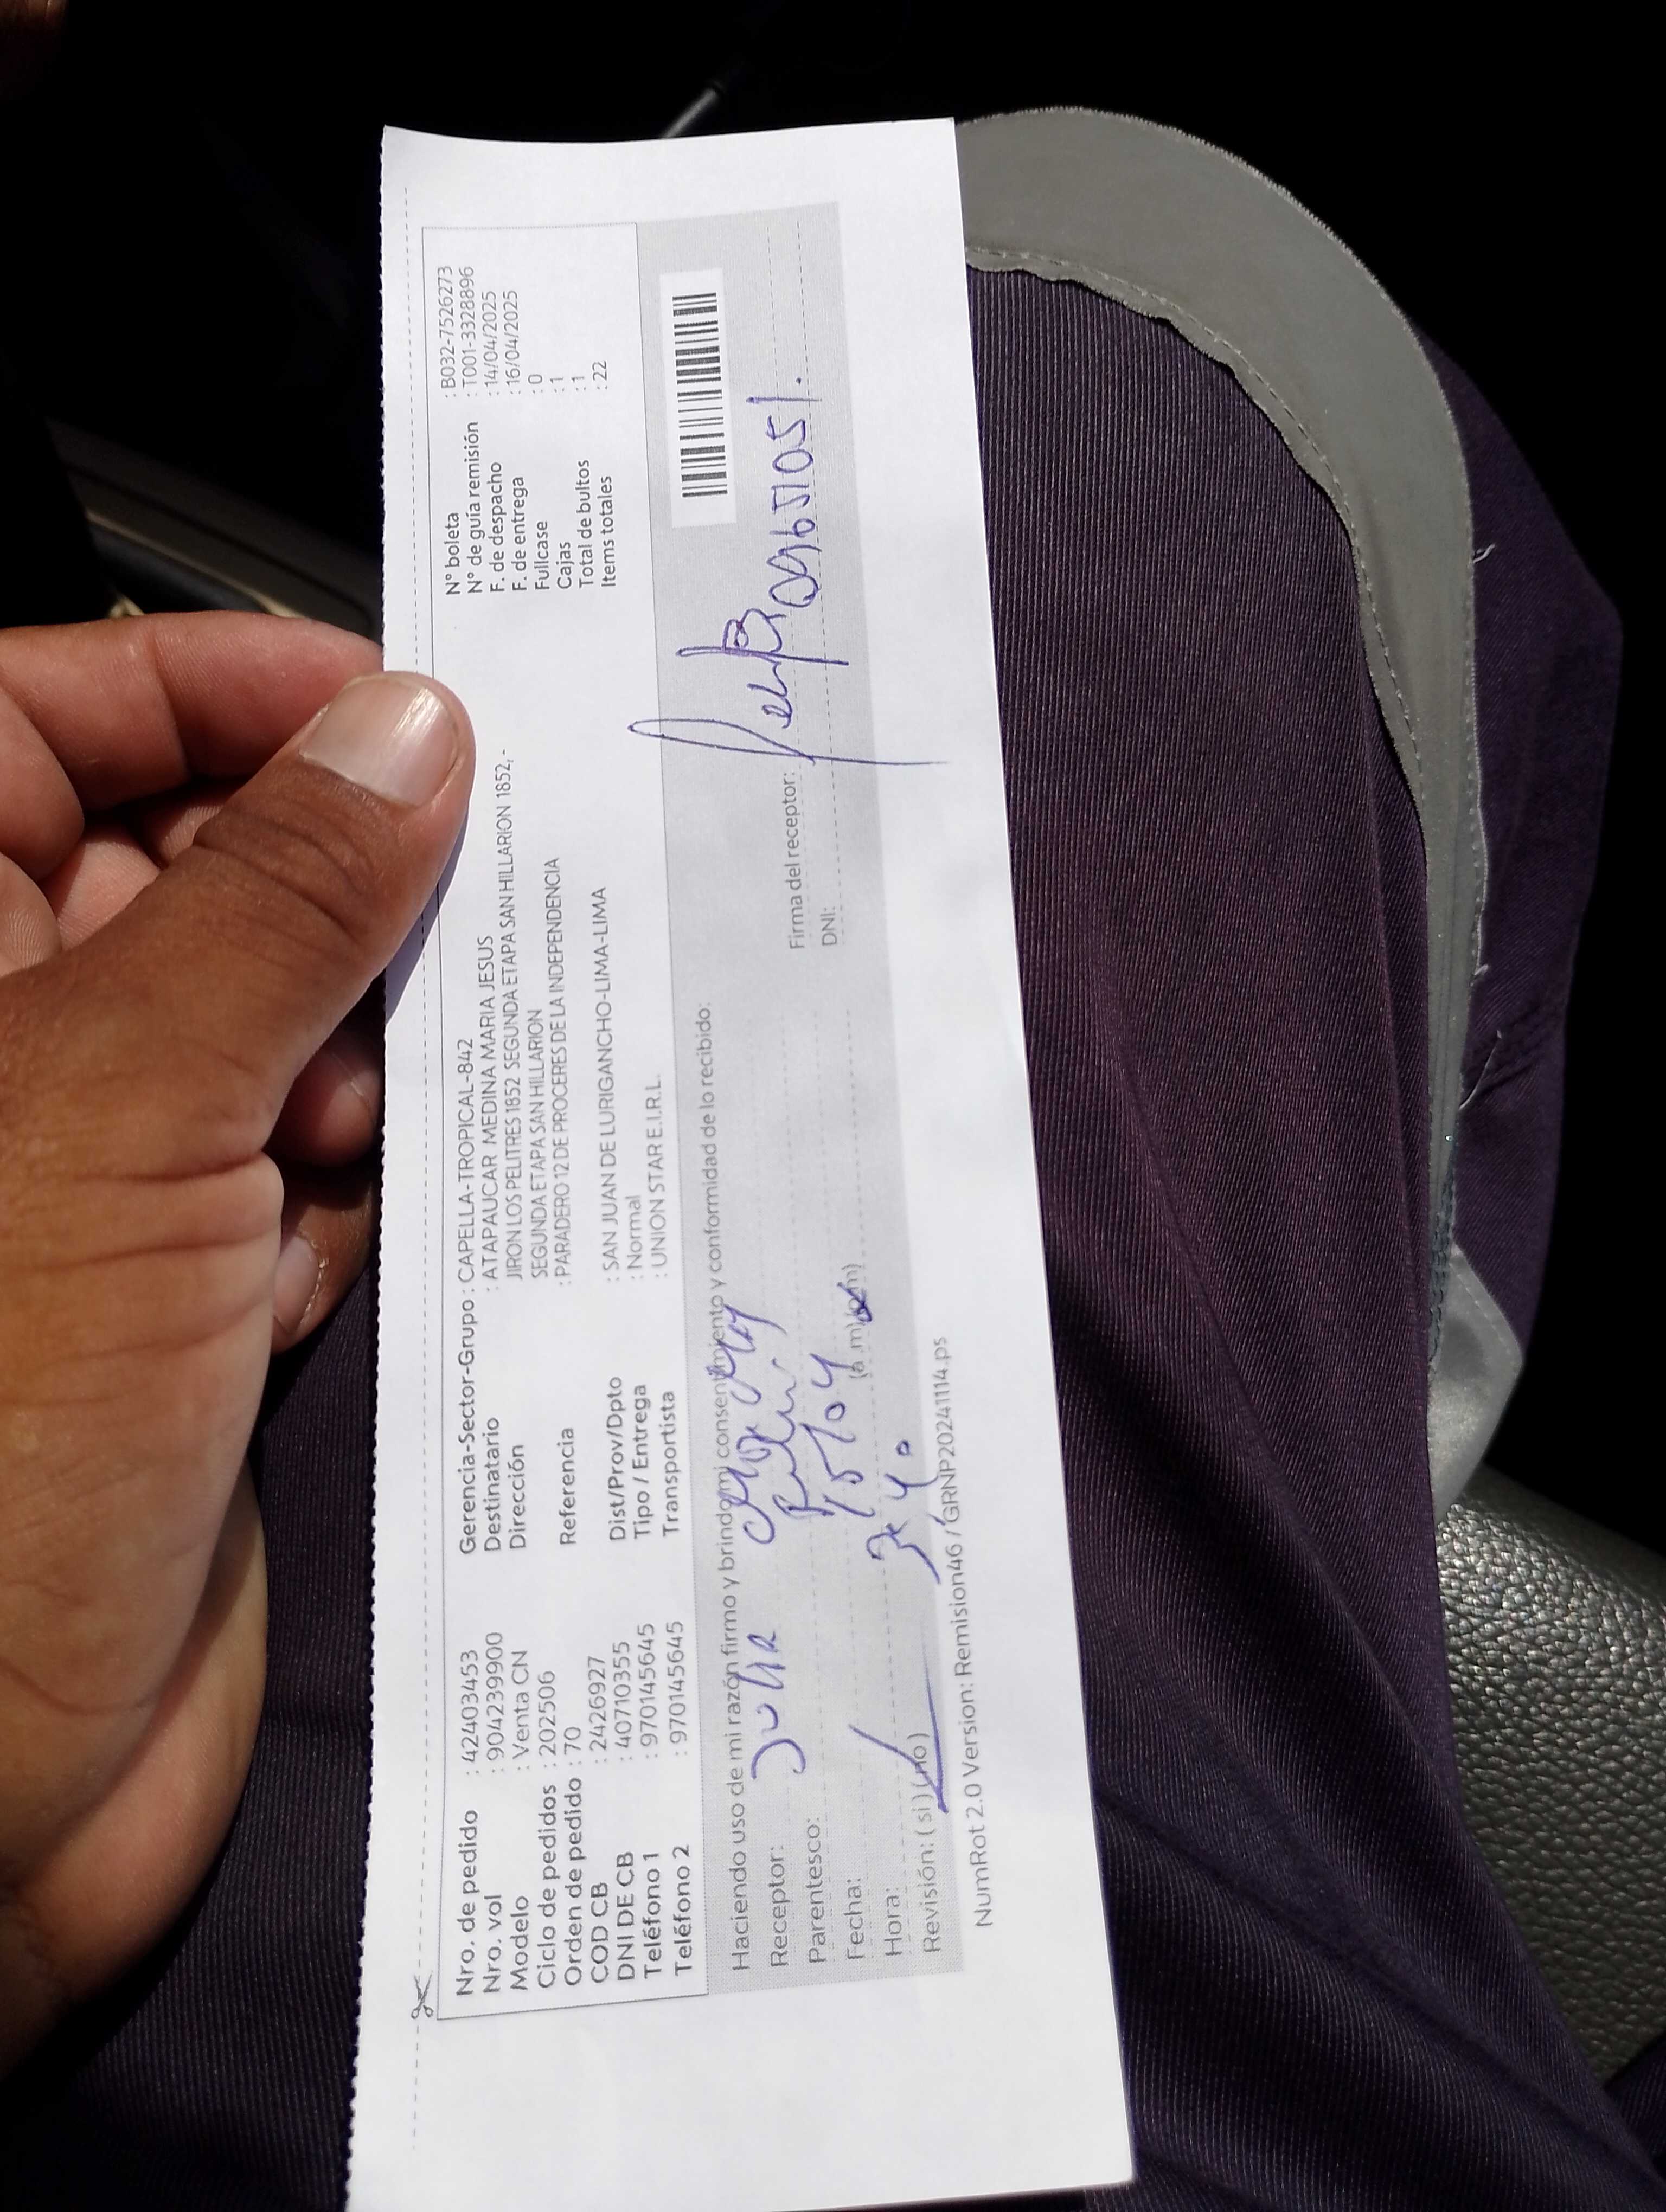 Nro. de pedido : 42403453
Nro. vol : 904239900
Modelo : Venta CN
Ciclo de pedidos : 202506
Orden de pedido : 70
COD CB : 2426927
DNI DE CB : 40710355
Teléfono 1 : 970145645
Teléfono 2 : 970145645
Gerencia-Sector-Grupo : CAPELLA-TROPICAL-842
Destinatario : ATAPAUCAR MEDINA MARIA JESUS
Dirección JIRON LOS PELITRES 1852 SEGUNDA ETAPA SAN HILLARION 1852,-
SEGUNDA ETAPA SAN HILLARION
Referencia : PARADERO 12 DE PROCERES DE LA INDEPENDENCIA
Dist/Prov/Dpto : SAN JUAN DE LURIGANCHO-LIMA-LIMA
Tipo / Entrega : Normal
Transportista : UNION STAR E.I.R.L.
N° boleta : B032-7526273
N° de guía remisión : T001-3328896
F. de despacho : 14/04/2025
F. de entrega : 16/04/2025
Fullcase : 0
Cajas : 1
Total de bultos : 1
Items totales : 22
Haciendo uso de mi razón firmo y brindo mi consentimiento y conformidad de lo recibido:
Receptor: Julia
Parentesco:
Fecha: 15/04
Hora: (a.m) (p.m)
Revisión: (si) (no)
Firma del receptor:
DNI: 09651051.
NumRot 2.0 Version: Remision46 / GRNP20241114.ps